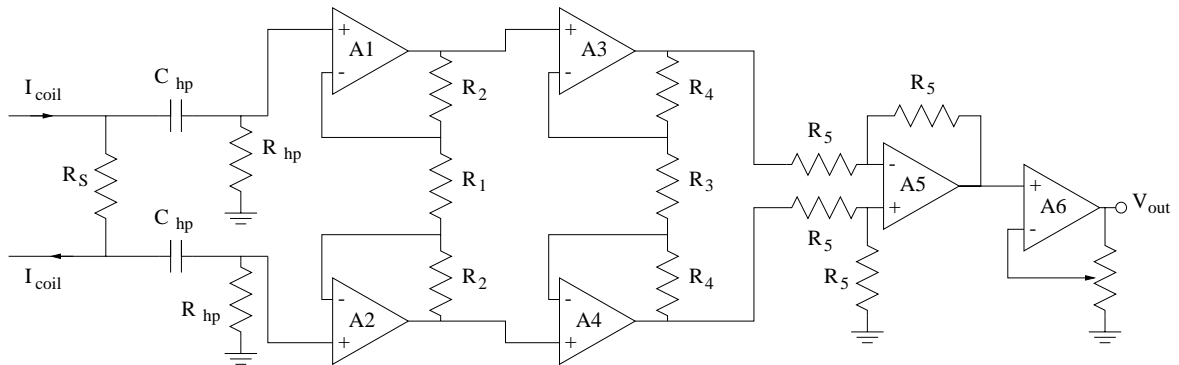 I coil
C hp
R hp
R S
C hp
I coil
R hp
+
A1
-
R 2
R 1
R 2
-
A2
+
+
A3
-
R 4
R 3
R 4
-
A4
+
R 5
R 5
-
A5
+
R 5
R 5
+
A6
-
V out